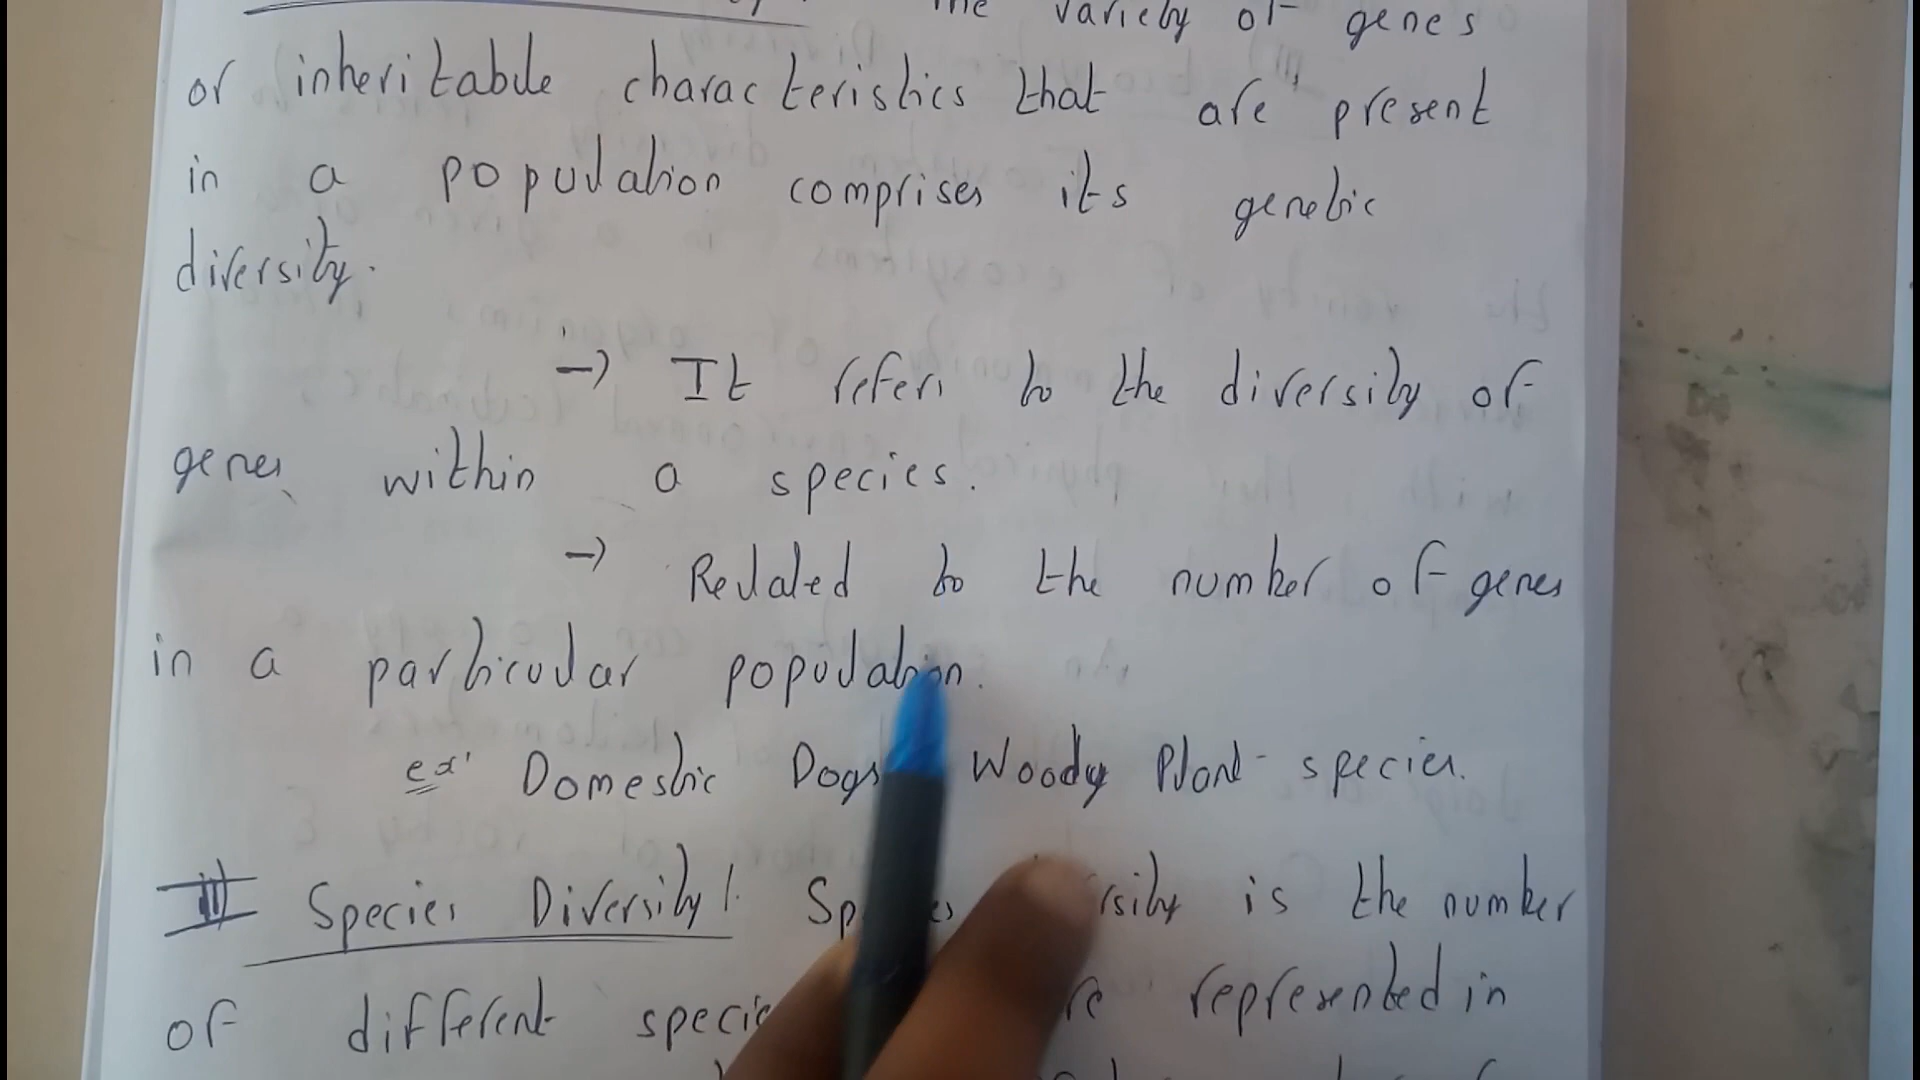 The variety of genes
or inheritable characteristics that are present
in a population comprises its genetic
diversity.
→ It refers to the diversity of
genes within a species.
→ Related to the number of genes
in a particular population.
ex: Domestic Dogs Woody Plant species.
II Species Diversity: is the number
of different represented in